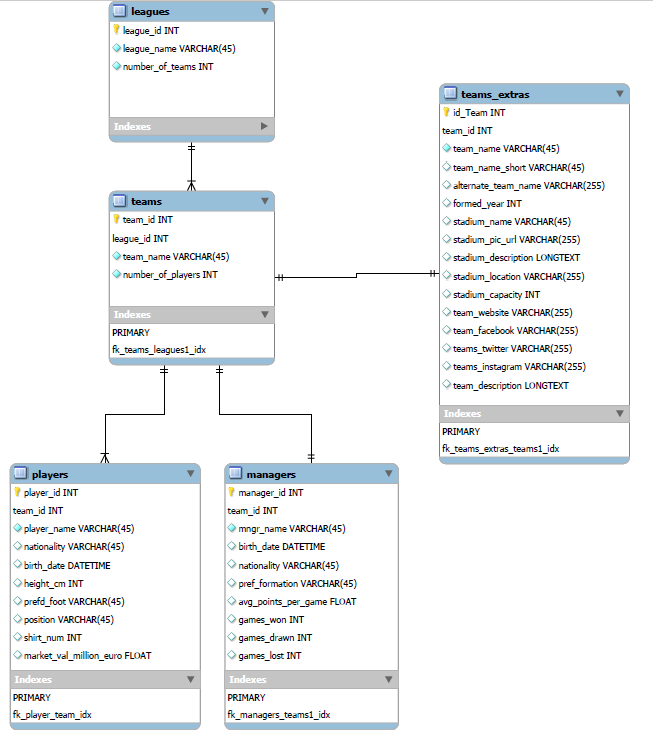 leagues
league_id INT
league_name VARCHAR(45)
number_of_teams INT
Indexes
teams
team_id INT
league_id INT
team_name VARCHAR(45)
number_of_players INT
Indexes
PRIMARY
fk_teams_leagues1_idx
teams_extras
id_Team INT
team_id INT
team_name VARCHAR(45)
team_name_short VARCHAR(45)
alternate_team_name VARCHAR(255)
formed_year INT
stadium_name VARCHAR(45)
stadium_pic_url VARCHAR(255)
stadium_description LONGTEXT
stadium_location VARCHAR(255)
stadium_capacity INT
team_website VARCHAR(255)
team_facebook VARCHAR(255)
teams_twitter VARCHAR(255)
teams_instagram VARCHAR(255)
team_description LONGTEXT
Indexes
PRIMARY
fk_teams_extras_teams1_idx
players
player_id INT
team_id INT
player_name VARCHAR(45)
nationality VARCHAR(45)
birth_date DATETIME
height_cm INT
prefd_foot VARCHAR(45)
position VARCHAR(45)
shirt_num INT
market_val_million_euro FLOAT
Indexes
PRIMARY
fk_player_team_idx
managers
manager_id INT
team_id INT
mngr_name VARCHAR(45)
birth_date DATETIME
nationality VARCHAR(45)
pref_formation VARCHAR(45)
avg_points_per_game FLOAT
games_won INT
games_drawn INT
games_lost INT
Indexes
PRIMARY
fk_managers_teams1_idx